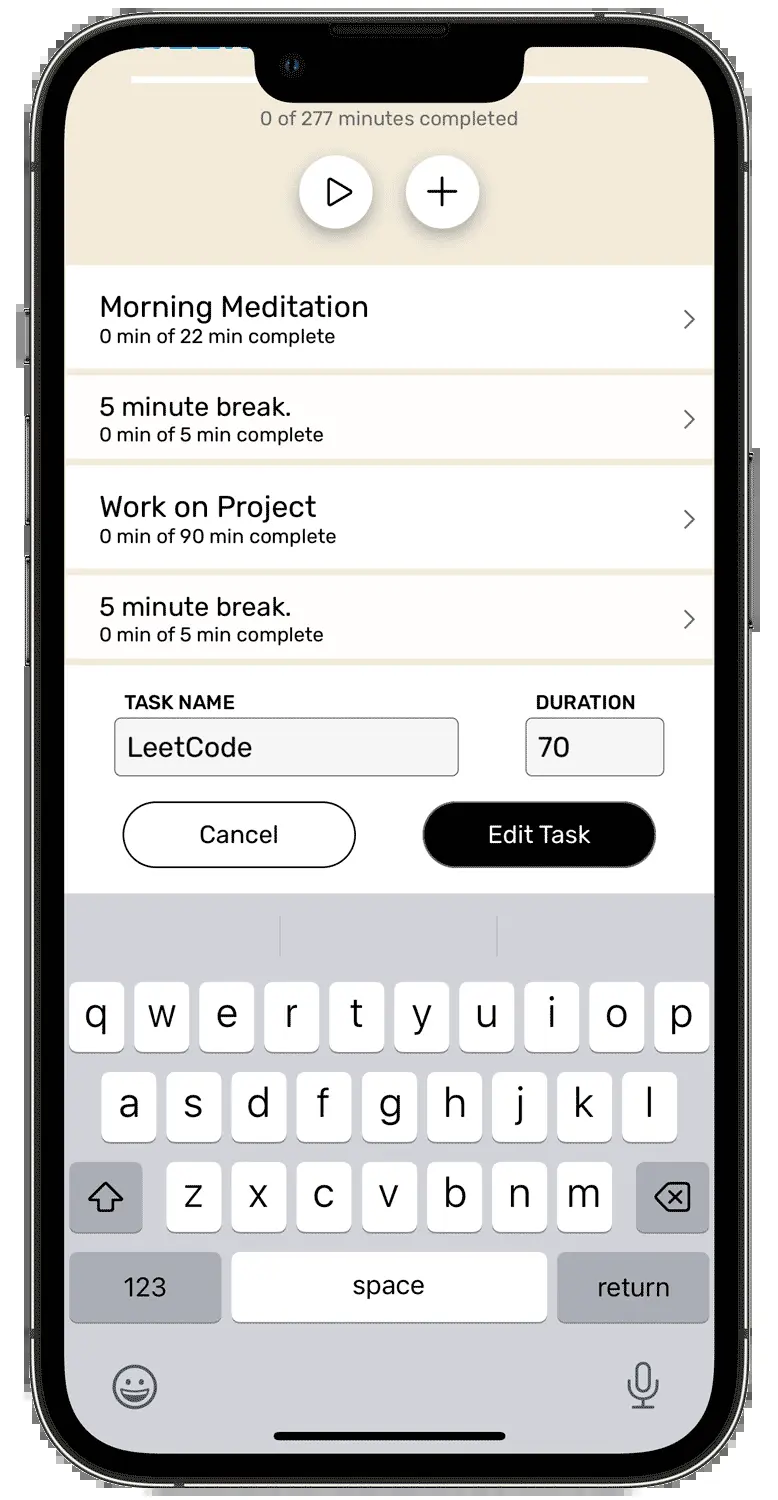 0 of 277 minutes completed
Morning Meditation
0 min of 22 min complete
5 minute break.
0 min of 5 min complete
Work on Project
0 min of 90 min complete
5 minute break.
0 min of 5 min complete
TASK NAME DURATION
LeetCode 70
Cancel Edit Task
q w e r t y u i o p
a s d f g h j k l
z x c v b n m
123 space return